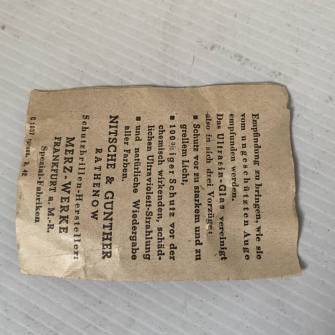 Empfindung zu bringen, wie sie
vom ungeschützten Auge
empfunden werden.
Das Ultrasin-Glas vereinigt
also in sich drei Vorzüge:
Schutz vor zu starkem und zu
grellem Licht,
100%iger Schutz vor der
chemisch wirkenden, schäd-
lichen Ultraviolett-Strahlung
und natürliche Wiedergabe
aller Farben.
NITSCHE & GÜNTHER
RATHENOW
Schutzbrillen-Hersteller:
MERZ-WERKE
FRANKFURT a. M.-R.
Spezial-Fabriken